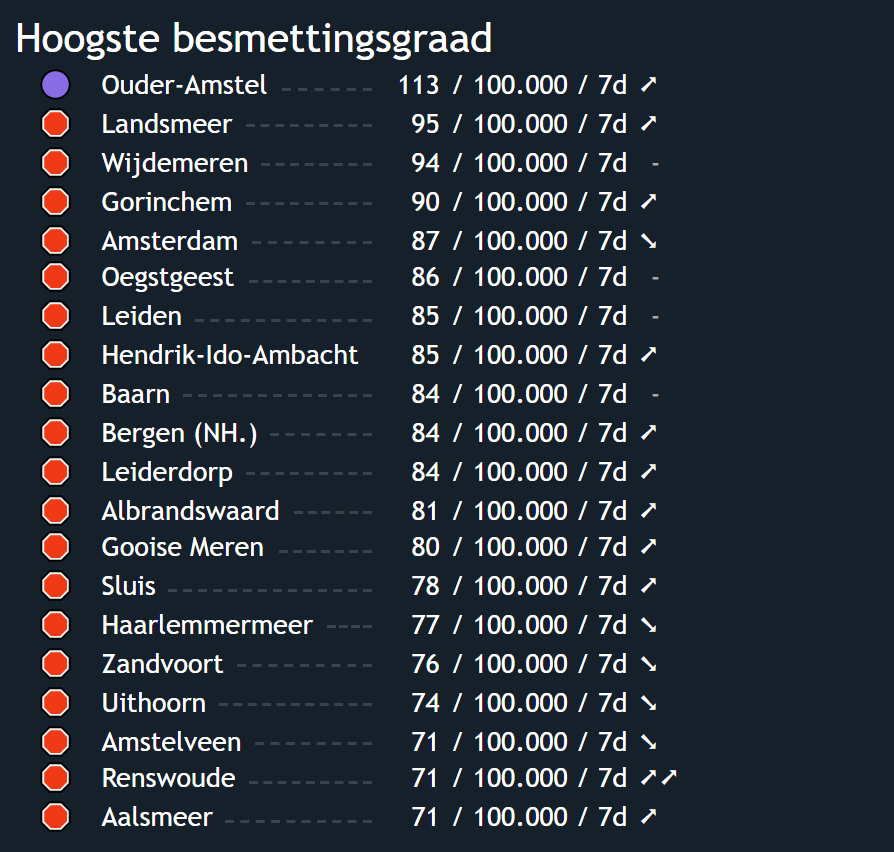 Hoogste besmettingsgraad
Ouder-Amstel 113 / 100.000 / 7d ➚
Landsmeer 95 / 100.000 / 7d ➚
Wijdemeren 94 / 100.000 / 7d -
Gorinchem 90 / 100.000 / 7d ➚
Amsterdam 87 / 100.000 / 7d ➘
Oegstgeest 86 / 100.000 / 7d -
Leiden 85 / 100.000 / 7d -
Hendrik-Ido-Ambacht 85 / 100.000 / 7d ➚
Baarn 84 / 100.000 / 7d -
Bergen (NH.) 84 / 100.000 / 7d ➚
Leiderdorp 84 / 100.000 / 7d ➚
Albrandswaard 81 / 100.000 / 7d ➚
Gooise Meren 80 / 100.000 / 7d ➚
Sluis 78 / 100.000 / 7d ➚
Haarlemmermeer 77 / 100.000 / 7d ➘
Zandvoort 76 / 100.000 / 7d ➘
Uithoorn 74 / 100.000 / 7d ➘
Amstelveen 71 / 100.000 / 7d ➘
Renswoude 71 / 100.000 / 7d ➚➚
Aalsmeer 71 / 100.000 / 7d ➚